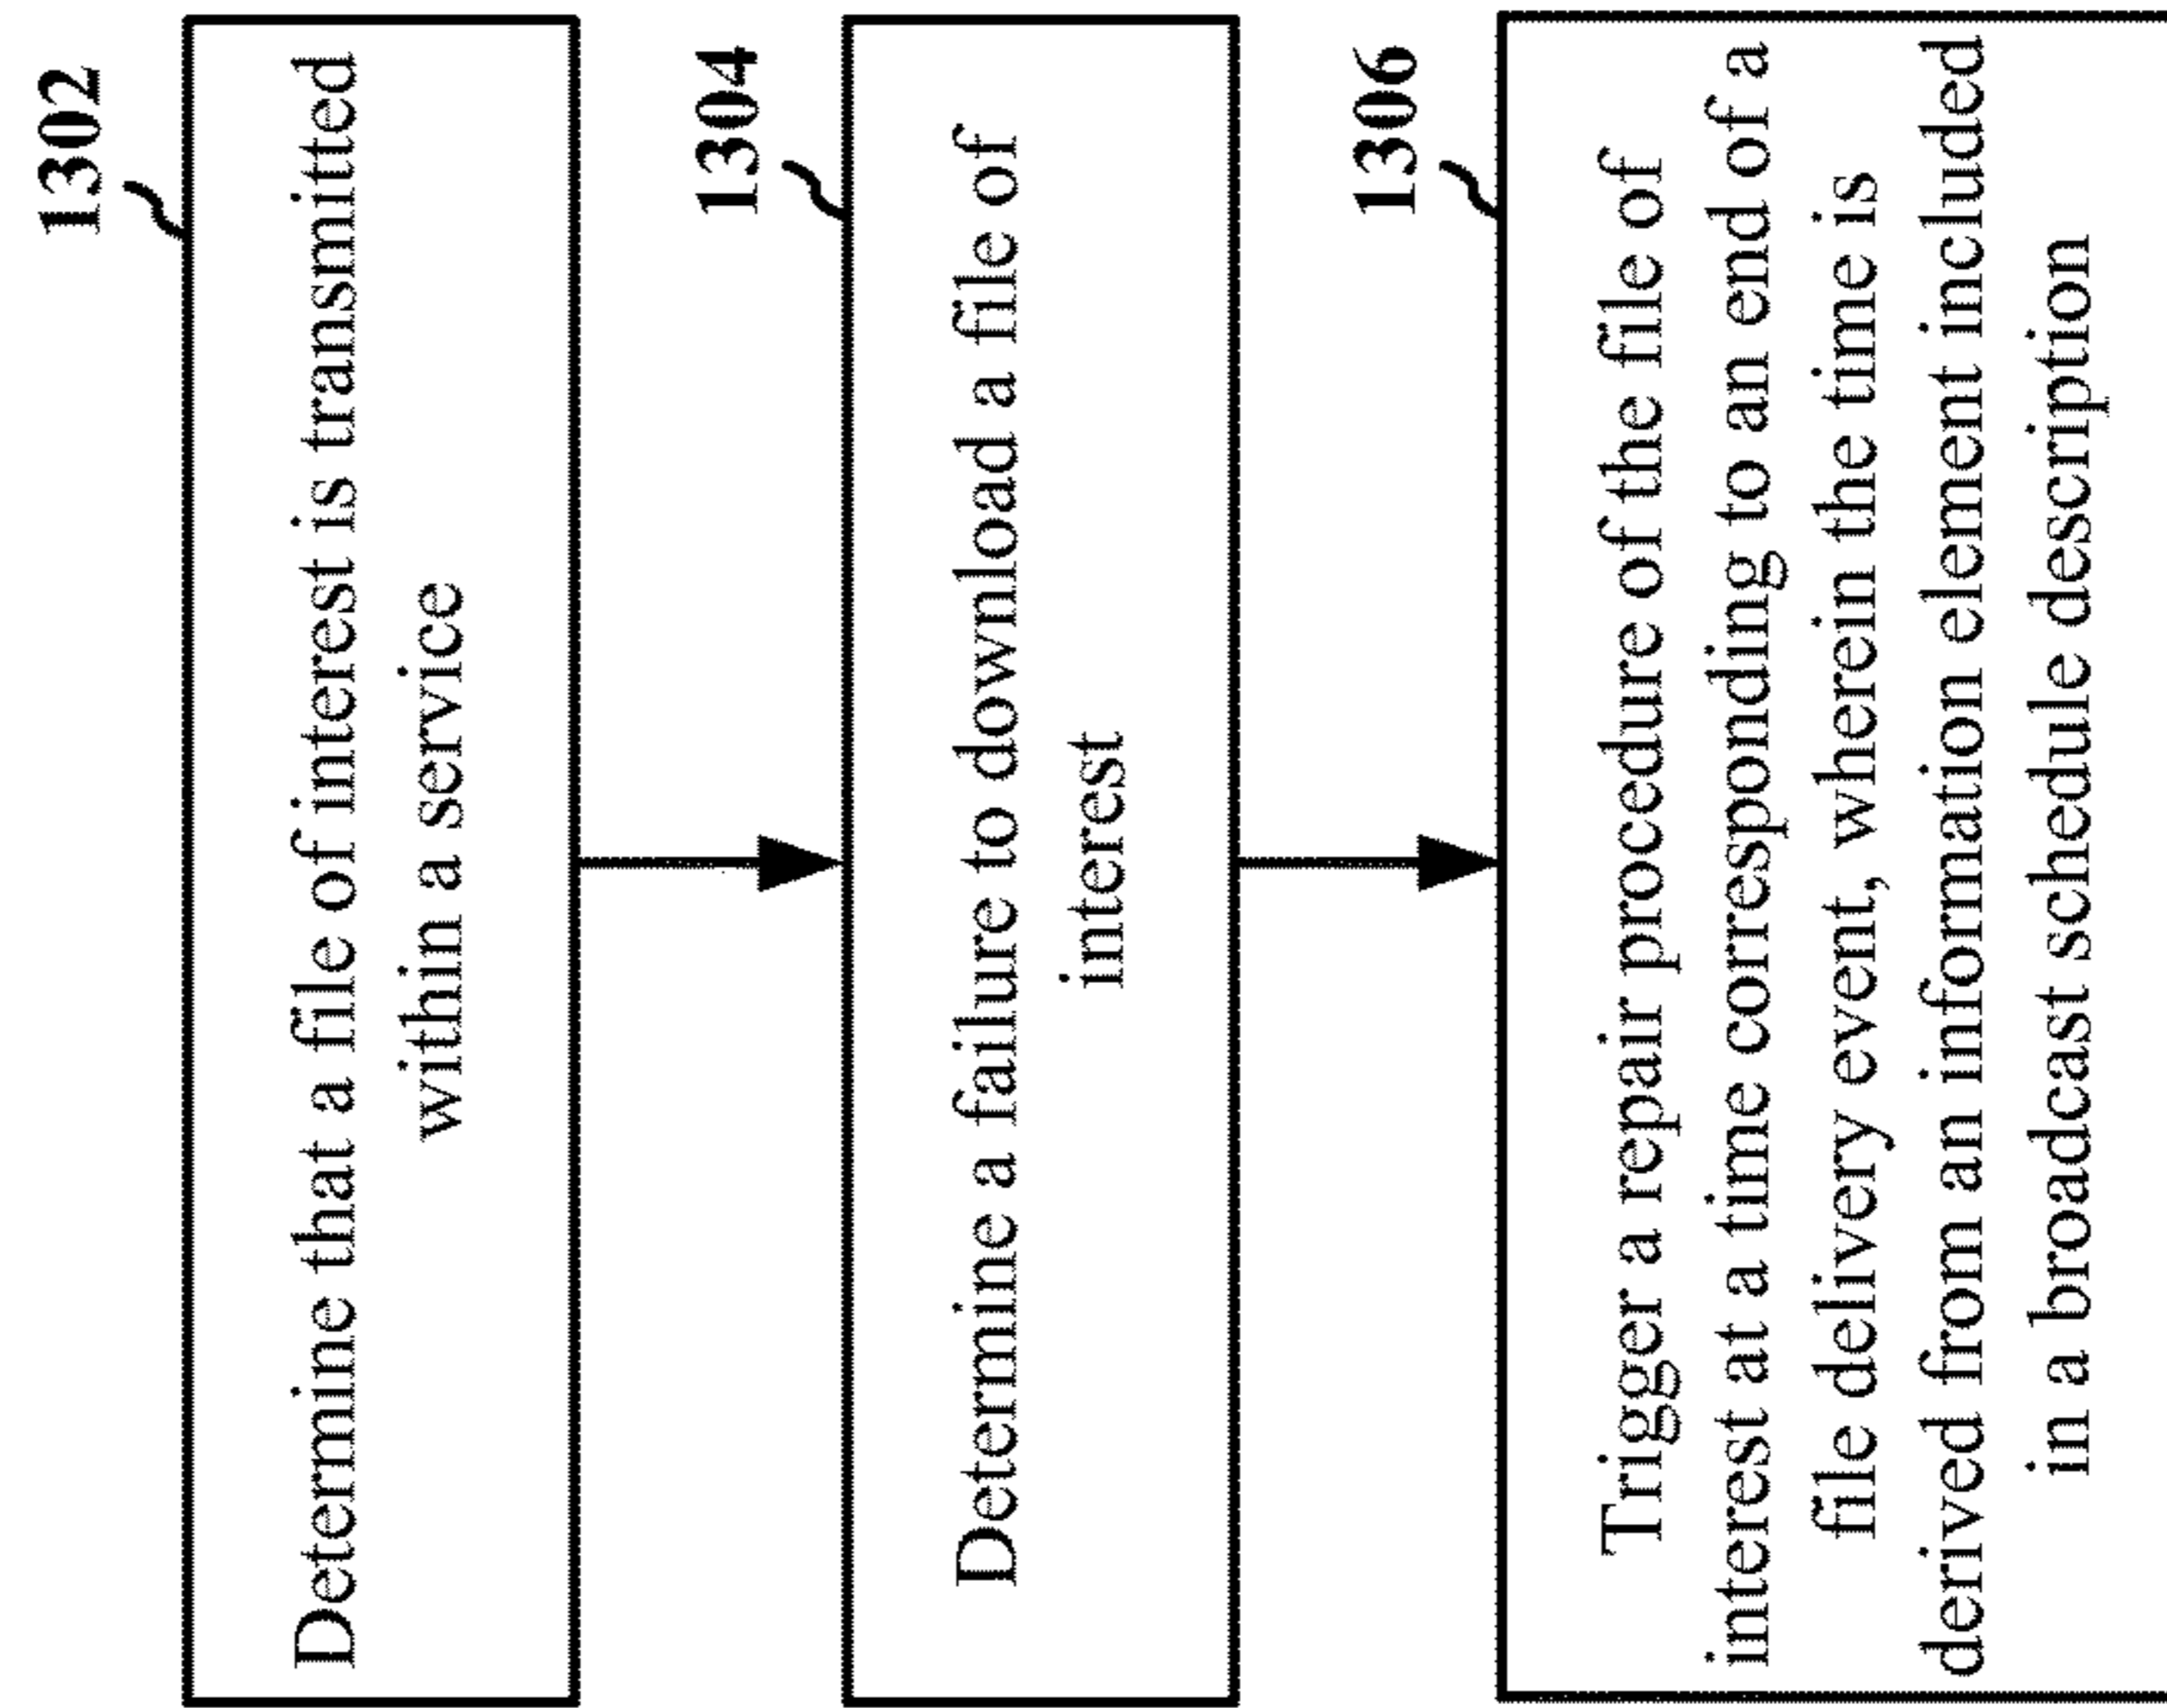 1302
Determine that a file of interest is transmitted
within a service
1304
Determine a failure to download a file of
interest
1306
Trigger a repair procedure of the file of
interest at a time corresponding to an end of a
file delivery event, wherein the time is
derived from an information element included
in a broadcast schedule description